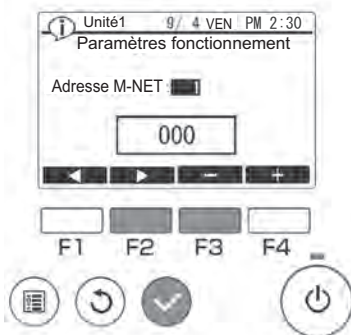 Unité1 9/ 4 VEN PM 2:30
Paramètres fonctionnement
Adresse M-NET :
000
− +
F1 F2 F3 F4